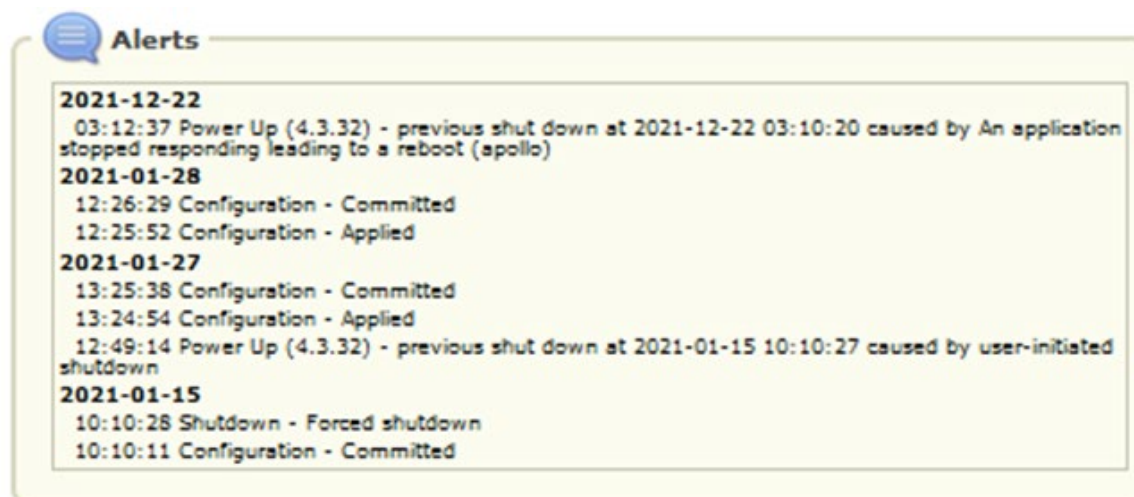 Alerts
2021-12-22
03:12:37 Power Up (4.3.32) - previous shut down at 2021-12-22 03:10:20 caused by An application
stopped responding leading to a reboot (apollo)
2021-01-28
12:26:29 Configuration - Committed
12:25:52 Configuration - Applied
2021-01-27
13:25:38 Configuration - Committed
13:24:54 Configuration - Applied
12:49:14 Power Up (4.3.32) - previous shut down at 2021-01-15 10:10:27 caused by user-initiated
shutdown
2021-01-15
10:10:28 Shutdown - Forced shutdown
10:10:11 Configuration - Committed